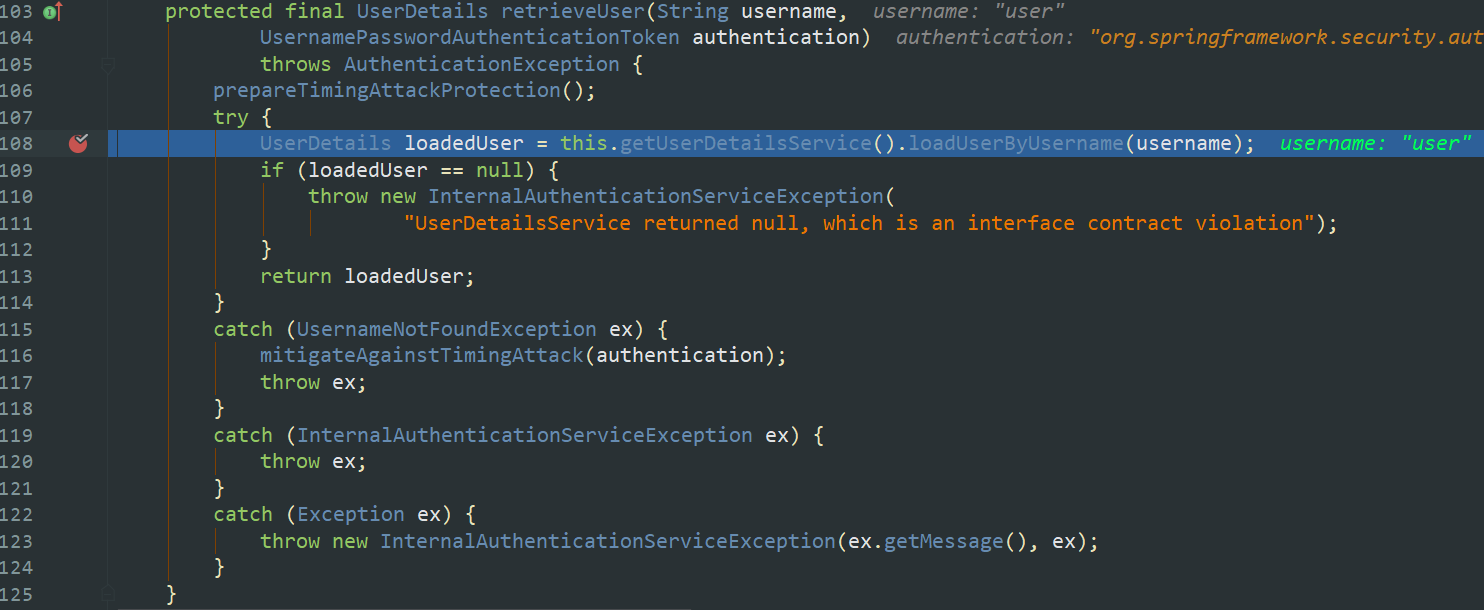 103 protected final UserDetails retrieveUser(String username, username: "user"
104 UsernamePasswordAuthenticationToken authentication) authentication: "org.springframework.security.aut
105 throws AuthenticationException {
106 prepareTimingAttackProtection();
107 try {
108 UserDetails loadedUser = this.getUserDetailsService().loadUserByUsername(username); username: "user"
109 if (loadedUser == null) {
110 throw new InternalAuthenticationServiceException(
111 "UserDetailsService returned null, which is an interface contract violation");
112 }
113 return loadedUser;
114 }
115 catch (UsernameNotFoundException ex) {
116 mitigateAgainstTimingAttack(authentication);
117 throw ex;
118 }
119 catch (InternalAuthenticationServiceException ex) {
120 throw ex;
121 }
122 catch (Exception ex) {
123 throw new InternalAuthenticationServiceException(ex.getMessage(), ex);
124 }
125 }